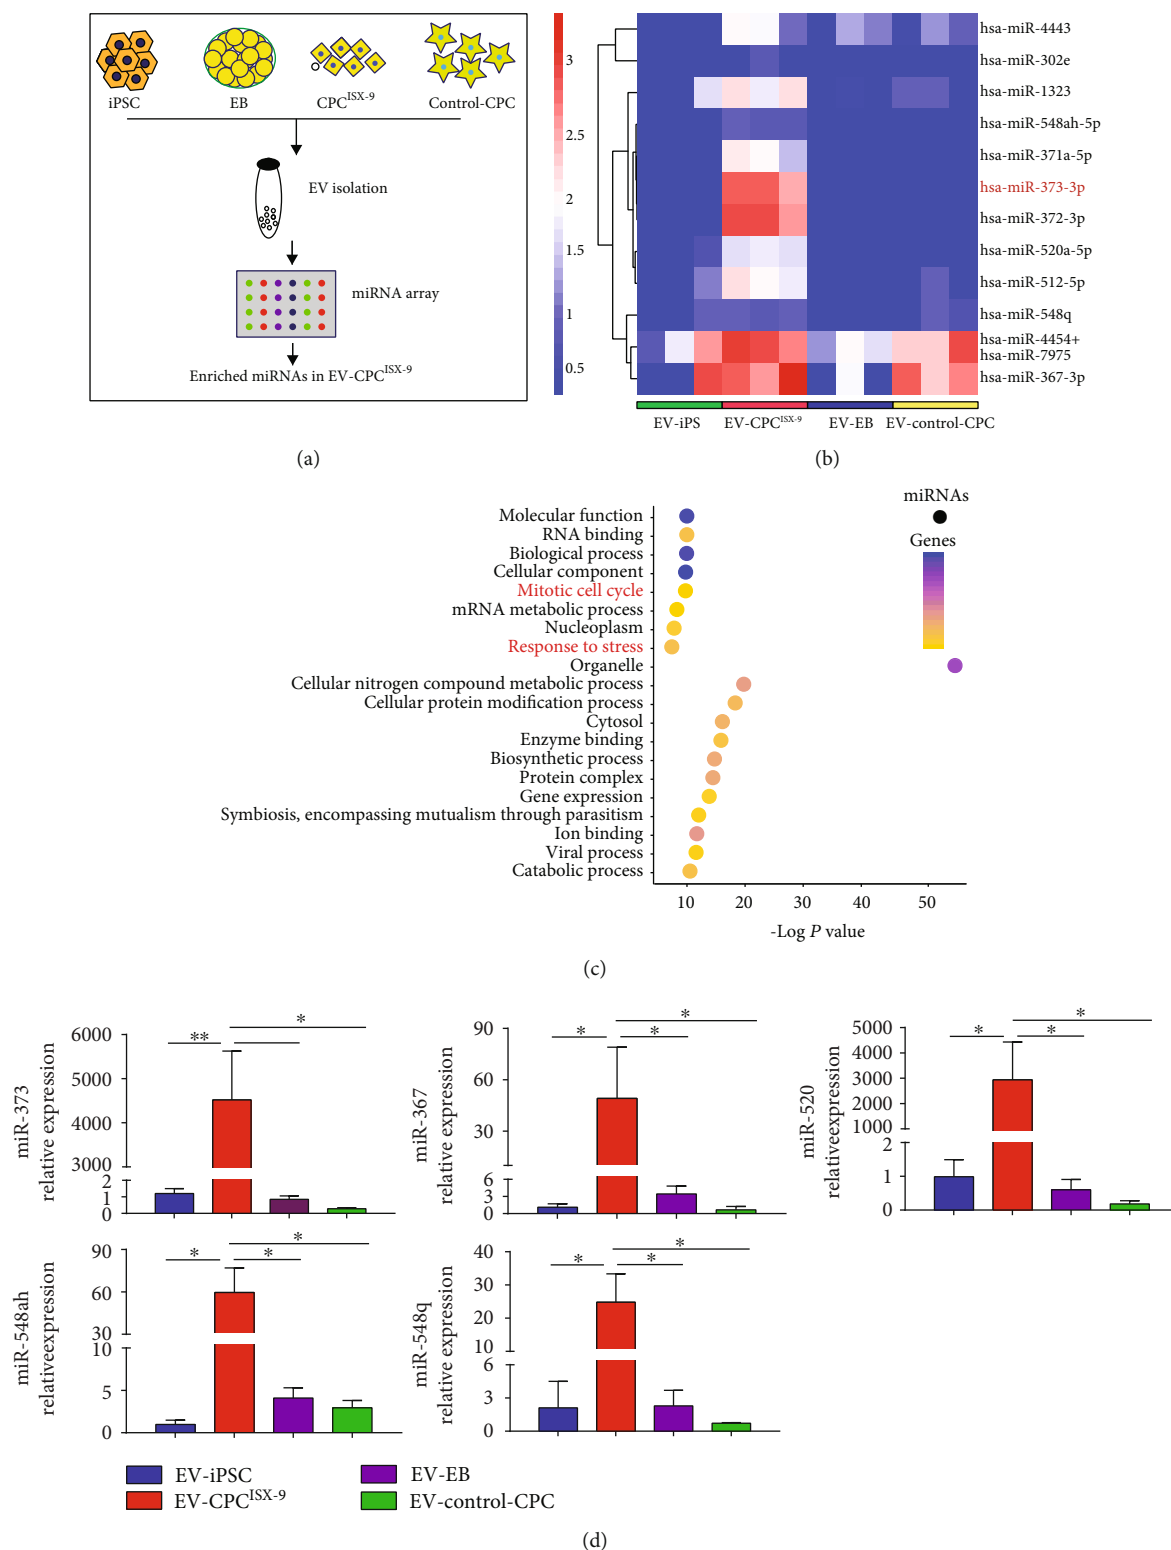 iPSC
EB
CPC^ISX-9
Control-CPC
EV isolation
miRNA array
Enriched miRNAs in EV-CPC^ISX-9
(a)
3
2.5
2
1.5
1
0.5
hsa-miR-4443
hsa-miR-302e
hsa-miR-1323
hsa-miR-548ah-5p
hsa-miR-371a-5p
hsa-miR-373-3p
hsa-miR-372-3p
hsa-miR-520a-5p
hsa-miR-512-5p
hsa-miR-548q
hsa-miR-4454+
hsa-miR-7975
hsa-miR-367-3p
EV-iPS
EV-CPC^ISX-9
EV-EB
EV-control-CPC
(b)
Molecular function
RNA binding
Biological process
Cellular component
Mitotic cell cycle
mRNA metabolic process
Nucleoplasm
Response to stress
Organelle
Cellular nitrogen compound metabolic process
Cellular protein modification process
Cytosol
Enzyme binding
Biosynthetic process
Protein complex
Gene expression
Symbiosis, encompassing mutualism through parasitism
Ion binding
Viral process
Catabolic process
10 20 30 40 50
-Log P value
miRNAs
Genes
(c)
miR-373
relative expression
6000
5000
4000
3000
2
1
0
**
*
miR-367
relative expression
90
60
30
6
3
0
*
*
*
miR-520
relativeexpression
5000
4000
3000
2000
1000
2
1
0
*
*
*
miR-548ah
relativeexpression
90
60
30
10
5
0
*
*
*
miR-548q
relative expression
40
30
20
10
6
3
0
*
*
*
EV-iPSC
EV-CPC^ISX-9
EV-EB
EV-control-CPC
(d)